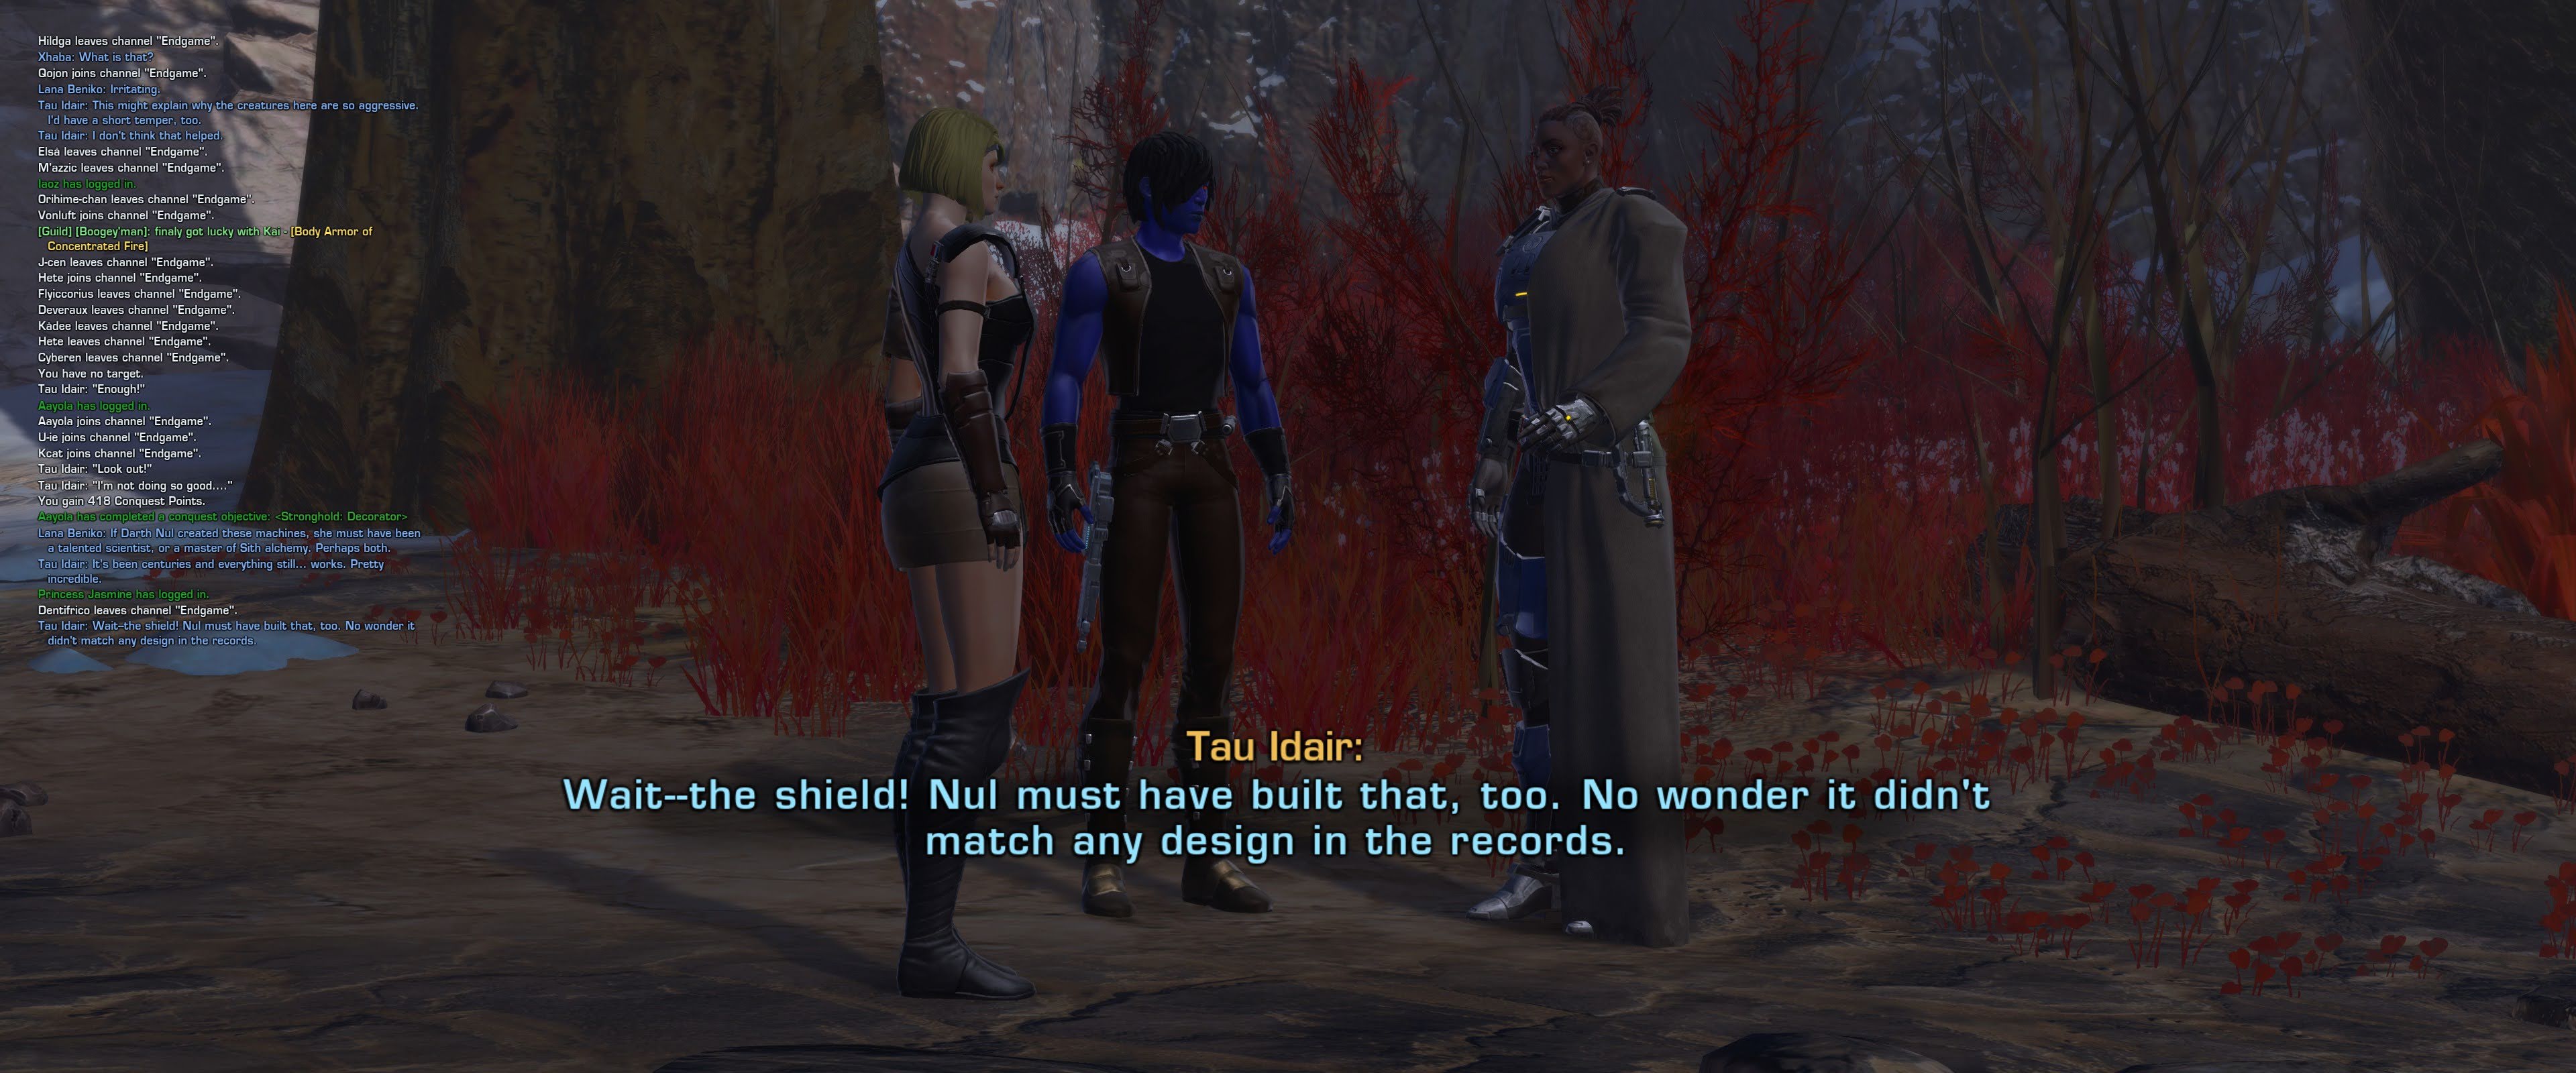 Hildga leaves channel "Endgame".
Xhaba: What is that?
Qojon joins channel "Endgame".
Lana Beniko: Irritating.
Tau Idair: This might explain why the creatures here are so aggressive.
I'd have a short temper, too.
Tau Idair: I don't think that helped.
Elsà leaves channel "Endgame".
M'azzic leaves channel "Endgame".
Iaoz has logged in.
Orihime-chan leaves channel "Endgame".
Vonluft joins channel "Endgame".
[Guild] [Boogey'man]: finaly got lucky with Kai - [Body Armor of
Concentrated Fire]
J-cen leaves channel "Endgame".
Hete joins channel "Endgame".
Flyiccorius leaves channel "Endgame".
Deveraux leaves channel "Endgame".
Kâdee leaves channel "Endgame".
Hete leaves channel "Endgame".
Cyberen leaves channel "Endgame".
You have no target.
Tau Idair: "Enough!"
Aayola has logged in.
Aayola joins channel "Endgame".
U-ie joins channel "Endgame".
Kcat joins channel "Endgame".
Tau Idair: "Look out!"
Tau Idair: "I'm not doing so good...."
You gain 418 Conquest Points.
Aayola has completed a conquest objective: <Stronghold: Decorator>
Lana Beniko: If Darth Nul created these machines, she must have been
a talented scientist, or a master of Sith alchemy. Perhaps both.
Tau Idair: It's been centuries and everything still... works. Pretty
incredible.
Princess Jasmine has logged in.
Dentifrico leaves channel "Endgame".
Tau Idair: Wait--the shield! Nul must have built that, too. No wonder it
didn't match any design in the records.
Tau Idair:
Wait--the shield! Nul must have built that, too. No wonder it didn't
match any design in the records.